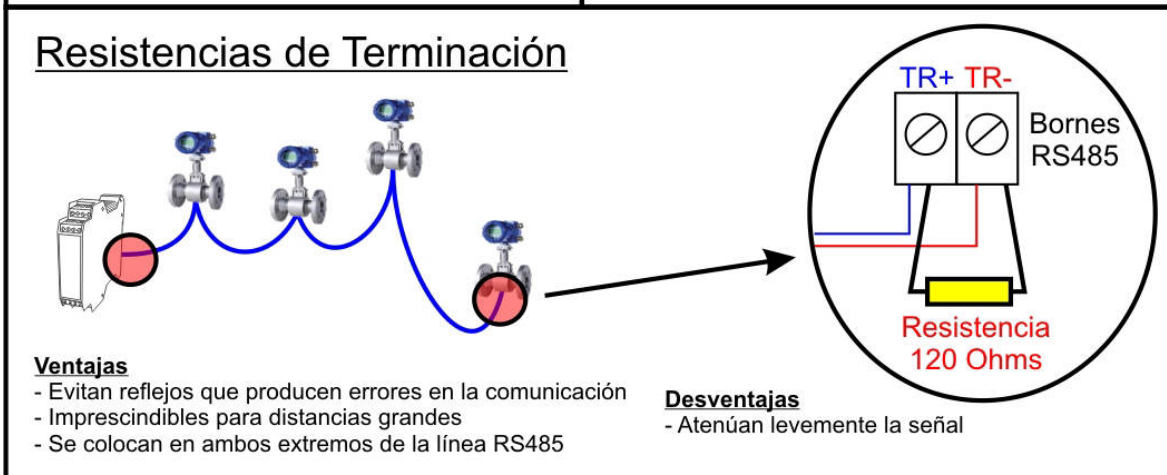 Resistencias de Terminación
TR+ TR-
Bornes
RS485
Resistencia
120 Ohms
Ventajas
- Evitan reflejos que producen errores en la comunicación
- Imprescindibles para distancias grandes
- Se colocan en ambos extremos de la línea RS485
Desventajas
- Atenúan levemente la señal